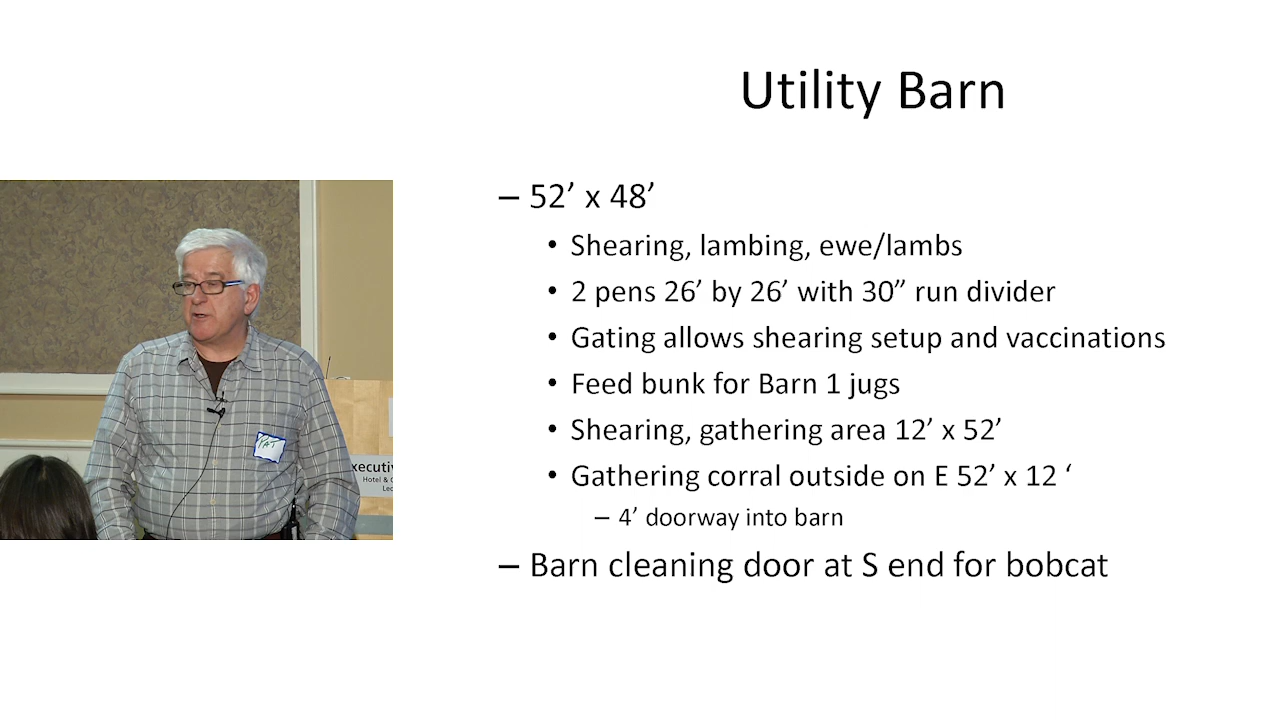 Utility Barn
– 52’ x 48’
• Shearing, lambing, ewe/lambs
• 2 pens 26’ by 26’ with 30” run divider
• Gating allows shearing setup and vaccinations
• Feed bunk for Barn 1 jugs
• Shearing, gathering area 12’ x 52’
• Gathering corral outside on E 52’ x 12 ‘
– 4’ doorway into barn
– Barn cleaning door at S end for bobcat
PAT